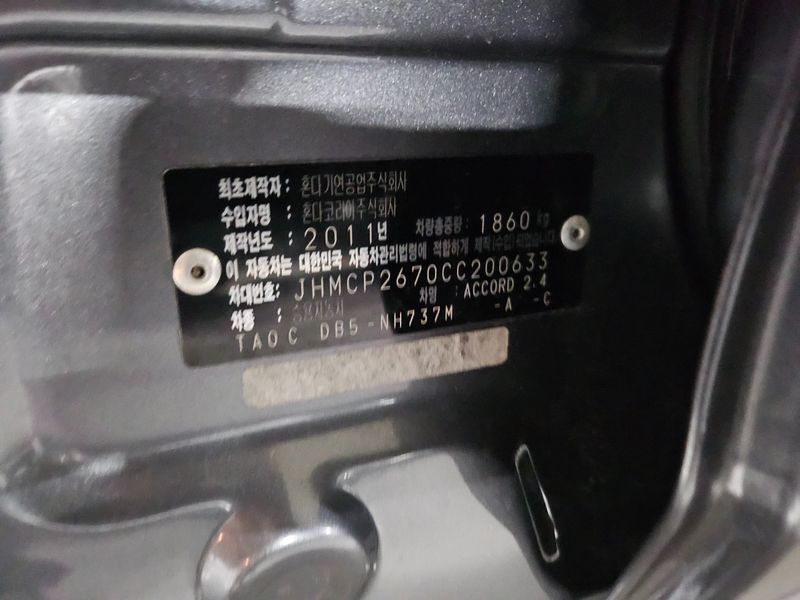 최초제작자 : 혼다기연공업주식회사
수입자명 : 혼다코리아주식회사
제작년도 : 2011년 차량총중량 : 1860 kg
이 자동차는 대한민국 자동차관리법령에 적합하게 제작(수입)되었습니다
차대번호: JHMCP2670CC200633
차종 : 승용자동차 차명 : ACCORD 2.4
TA0C DB5-NH737M -A -C